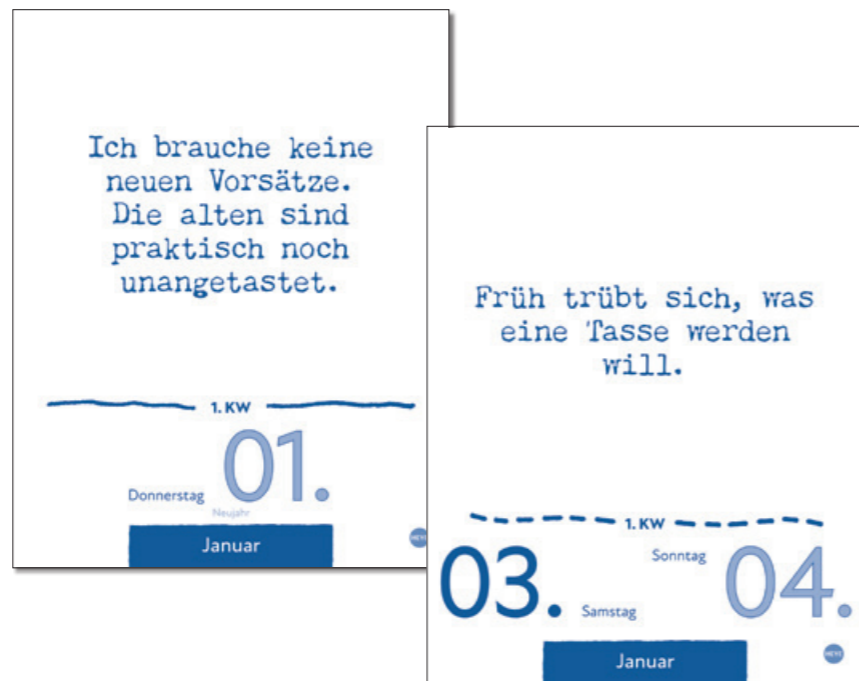 Ich brauche keine
neuen Vorsätze.
Die alten sind
praktisch noch
unangetastet.
1. KW
Donnerstag
01.
Neujahr
Januar
Früh trübt sich, was
eine Tasse werden
will.
1. KW
03.
Samstag
Sonntag
04.
Januar
HEYE